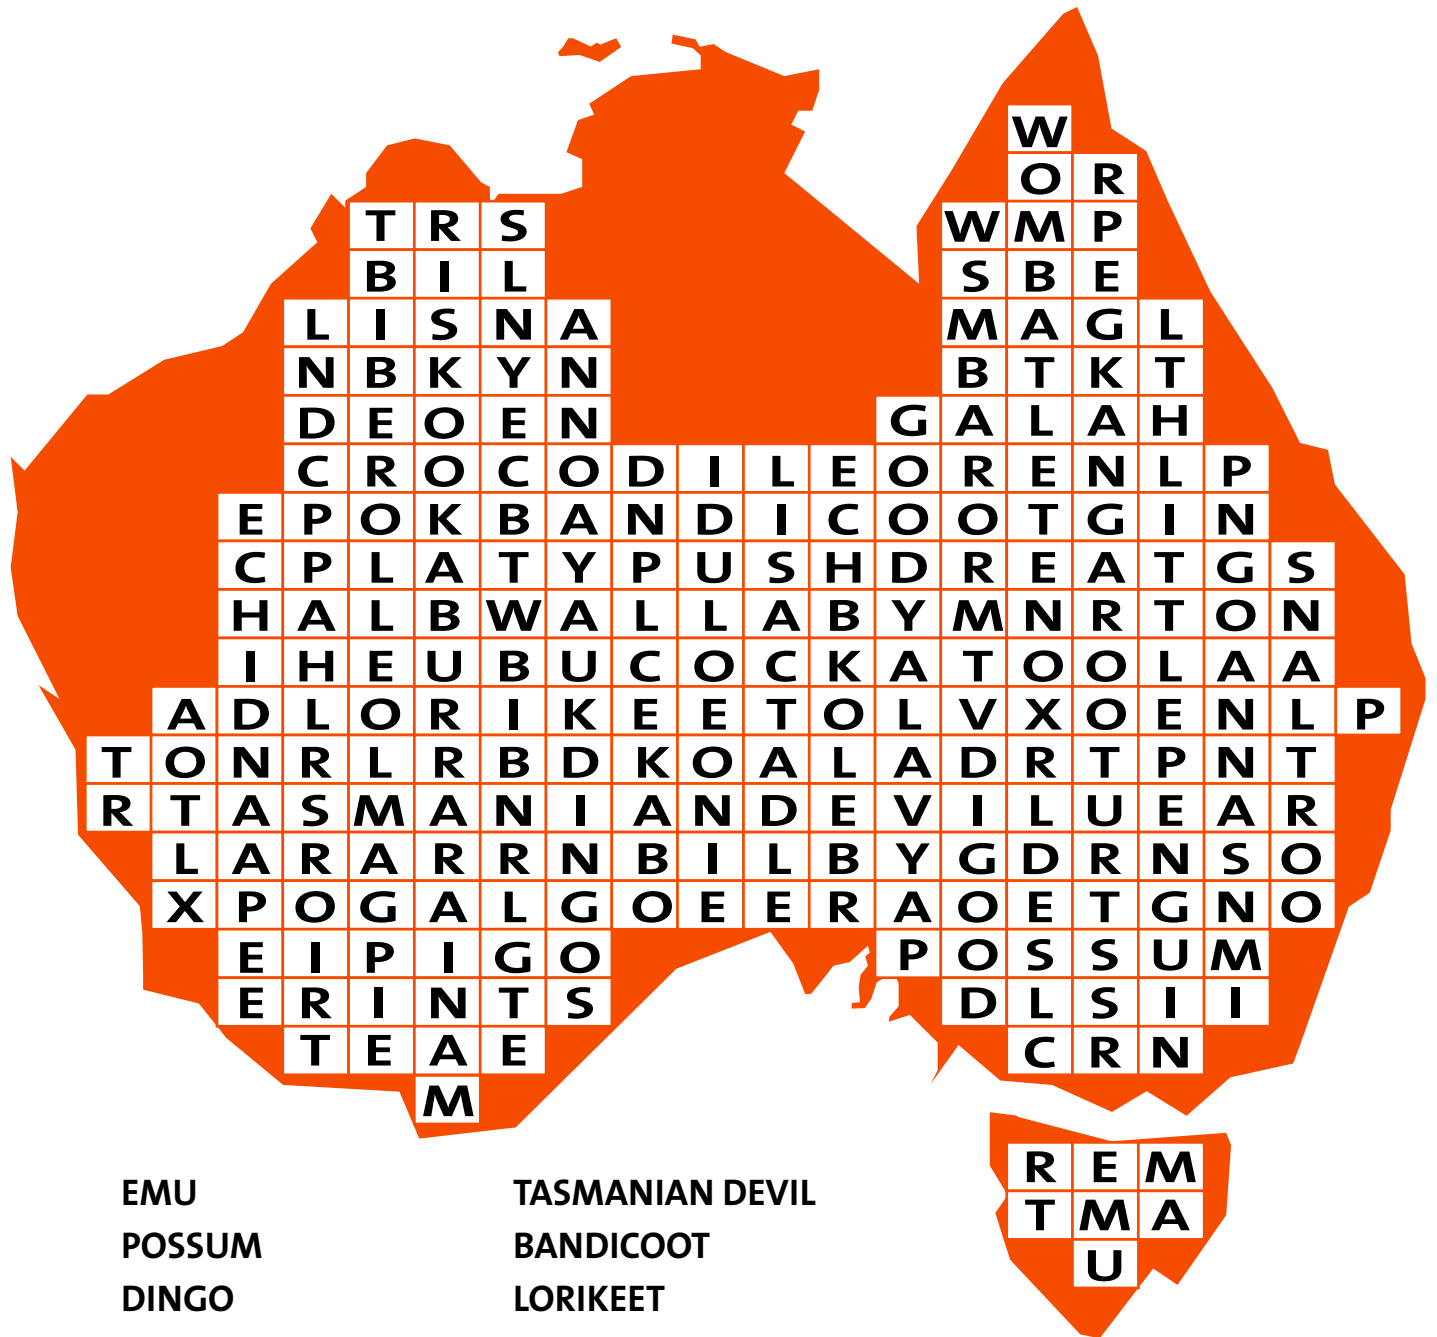 W
O R
T R S W M P
B I L S B E
L I S N A M A G L
N B K Y N B T K T
D E O E N G A L A H
C R O C O D I L E O R E N L P
E P O K B A N D I C O O T G I N
C P L A T Y P U S H D R E A T G S
H A L B W A L L A B Y M N R T O N
I H E U B U C O C K A T O O L A A
A D L O R I K E E T O L V X O E N L P
T O N R L R B D K O A L A D R T P N T
R T A S M A N I A N D E V I L U E A R
L A R A R R N B I L B Y G D R N S O
X P O G A L G O E E R A O E T G N O
E I P I G O P O S S U M
E R I N T S D L S I I
T E A E C R N
M
R E M
T M A
U
EMU TASMANIAN DEVIL
POSSUM BANDICOOT
DINGO LORIKEET